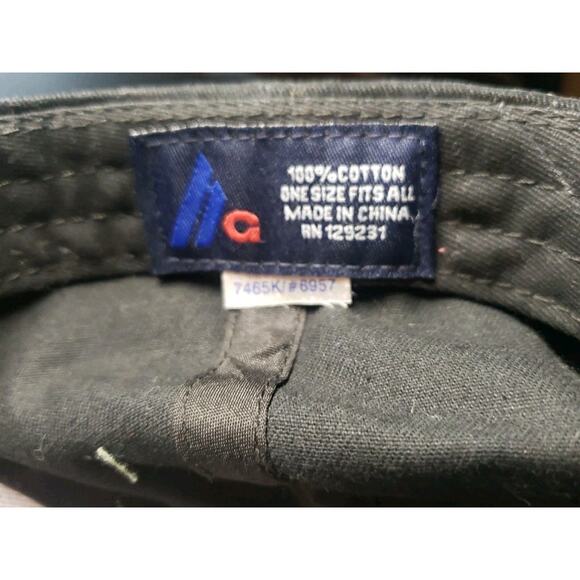 100% COTTON
ONE SIZE FITS ALL
MADE IN CHINA
RN 129231
G
7465K/#6957